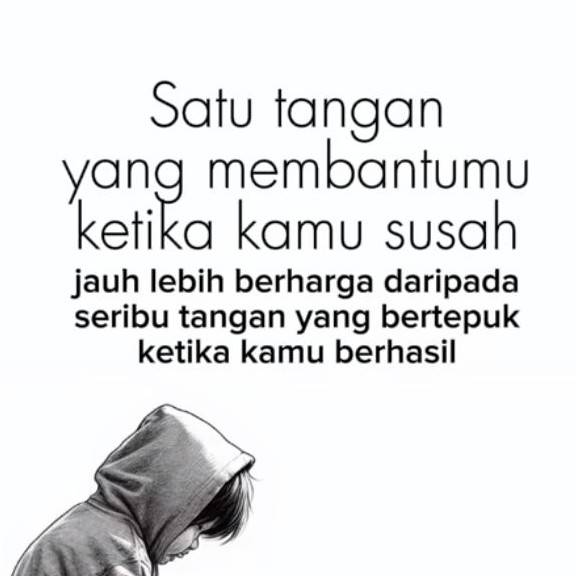 Satu tangan
yang membantumu
ketika kamu susah
jauh lebih berharga daripada
seribu tangan yang bertepuk
ketika kamu berhasil